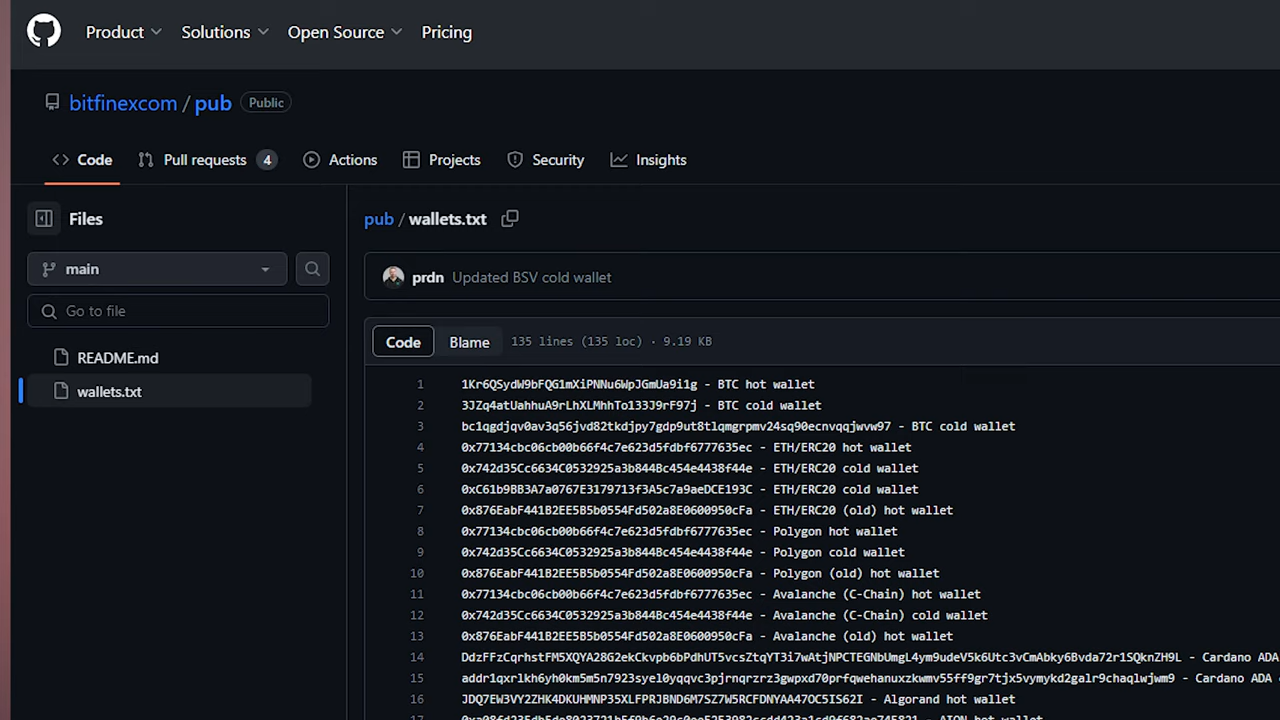 Product Solutions Open Source Pricing
bitfinexcom / pub Public
Code Pull requests 4 Actions Projects Security Insights
Files
main
Go to file
README.md
wallets.txt
pub / wallets.txt
prdn Updated BSV cold wallet
Code Blame 135 lines (135 loc) · 9.19 KB
1 1Kr6QSydW9bFQG1mXiPNNu6WpJGmUa9i1g - BTC hot wallet
2 3JZq4atUahhuA9rLhXLMhhTo133J9rF97j - BTC cold wallet
3 bc1qgdjqv0av3q56jvd82tkdjpy7gdp9ut8tlqmgrpmv24sq90ecnvqqjwvw97 - BTC cold wallet
4 0x77134cbc06cb00b66f4c7e623d5fdbf6777635ec - ETH/ERC20 hot wallet
5 0x742d35Cc6634C0532925a3b844Bc454e4438f44e - ETH/ERC20 cold wallet
6 0xC61b9BB3A7a0767E3179713f3A5c7a9aeDCE193C - ETH/ERC20 cold wallet
7 0x876EabF441B2EE5B5b0554Fd502a8E0600950cFa - ETH/ERC20 (old) hot wallet
8 0x77134cbc06cb00b66f4c7e623d5fdbf6777635ec - Polygon hot wallet
9 0x742d35Cc6634C0532925a3b844Bc454e4438f44e - Polygon cold wallet
10 0x876EabF441B2EE5B5b0554Fd502a8E0600950cFa - Polygon (old) hot wallet
11 0x77134cbc06cb00b66f4c7e623d5fdbf6777635ec - Avalanche (C-Chain) hot wallet
12 0x742d35Cc6634C0532925a3b844Bc454e4438f44e - Avalanche (C-Chain) cold wallet
13 0x876EabF441B2EE5B5b0554Fd502a8E0600950cFa - Avalanche (old) hot wallet
14 DdzFFzCqrhstFM5XQYA28G2ekCkvpb6bPdhUT5vcsZtqYT3i7wAtjNPCTEGNbUmgL4ym9udeV5k6Utc3vCmAbky6Bvda72r1SQknZH9L - Cardano ADA
15 addr1qxrlkh6yh0km5m5n7923syel0yqqvc3pjrnqrzrz3gwpxd70prfqwehanuxzkwmv55ff9gr7tjx5vymykd2galr9chaqlwjwm9 - Cardano ADA
16 JDQ7EW3VY2ZHK4DKUHMNP35XLFPRJBND6M7SZ7W5RCFDNYAA47OC5IS62I - Algorand hot wallet